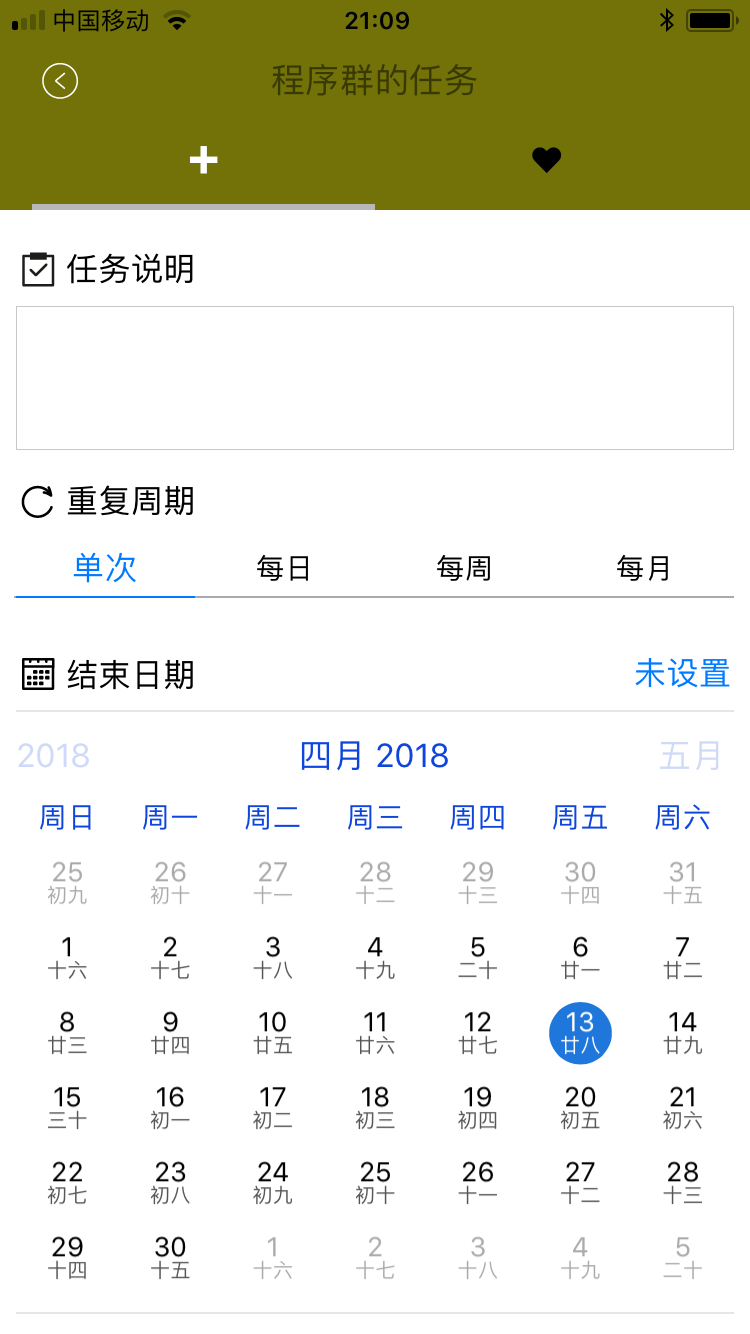 中国移动 21:09
程序群的任务
任务说明
重复周期
单次 每日 每周 每月
结束日期 未设置
2018 四月 2018 五月
周日 周一 周二 周三 周四 周五 周六
25 26 27 28 29 30 31
初九 初十 十一 十二 十三 十四 十五
1 2 3 4 5 6 7
十六 十七 十八 十九 二十 廿一 廿二
8 9 10 11 12 13 14
廿三 廿四 廿五 廿六 廿七 廿八 廿九
15 16 17 18 19 20 21
三十 初一 初二 初三 初四 初五 初六
22 23 24 25 26 27 28
初七 初八 初九 初十 十一 十二 十三
29 30 1 2 3 4 5
十四 十五 十六 十七 十八 十九 二十